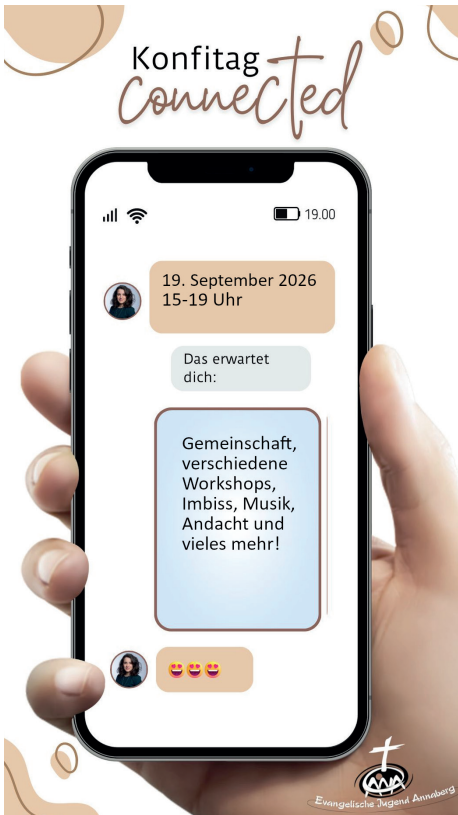 Konfitag
connected
19.00
19. September 2026
15-19 Uhr
Das erwartet
dich:
Gemeinschaft,
verschiedene
Workshops,
Imbiss, Musik,
Andacht und
vieles mehr!
Evangelische Jugend Annaberg